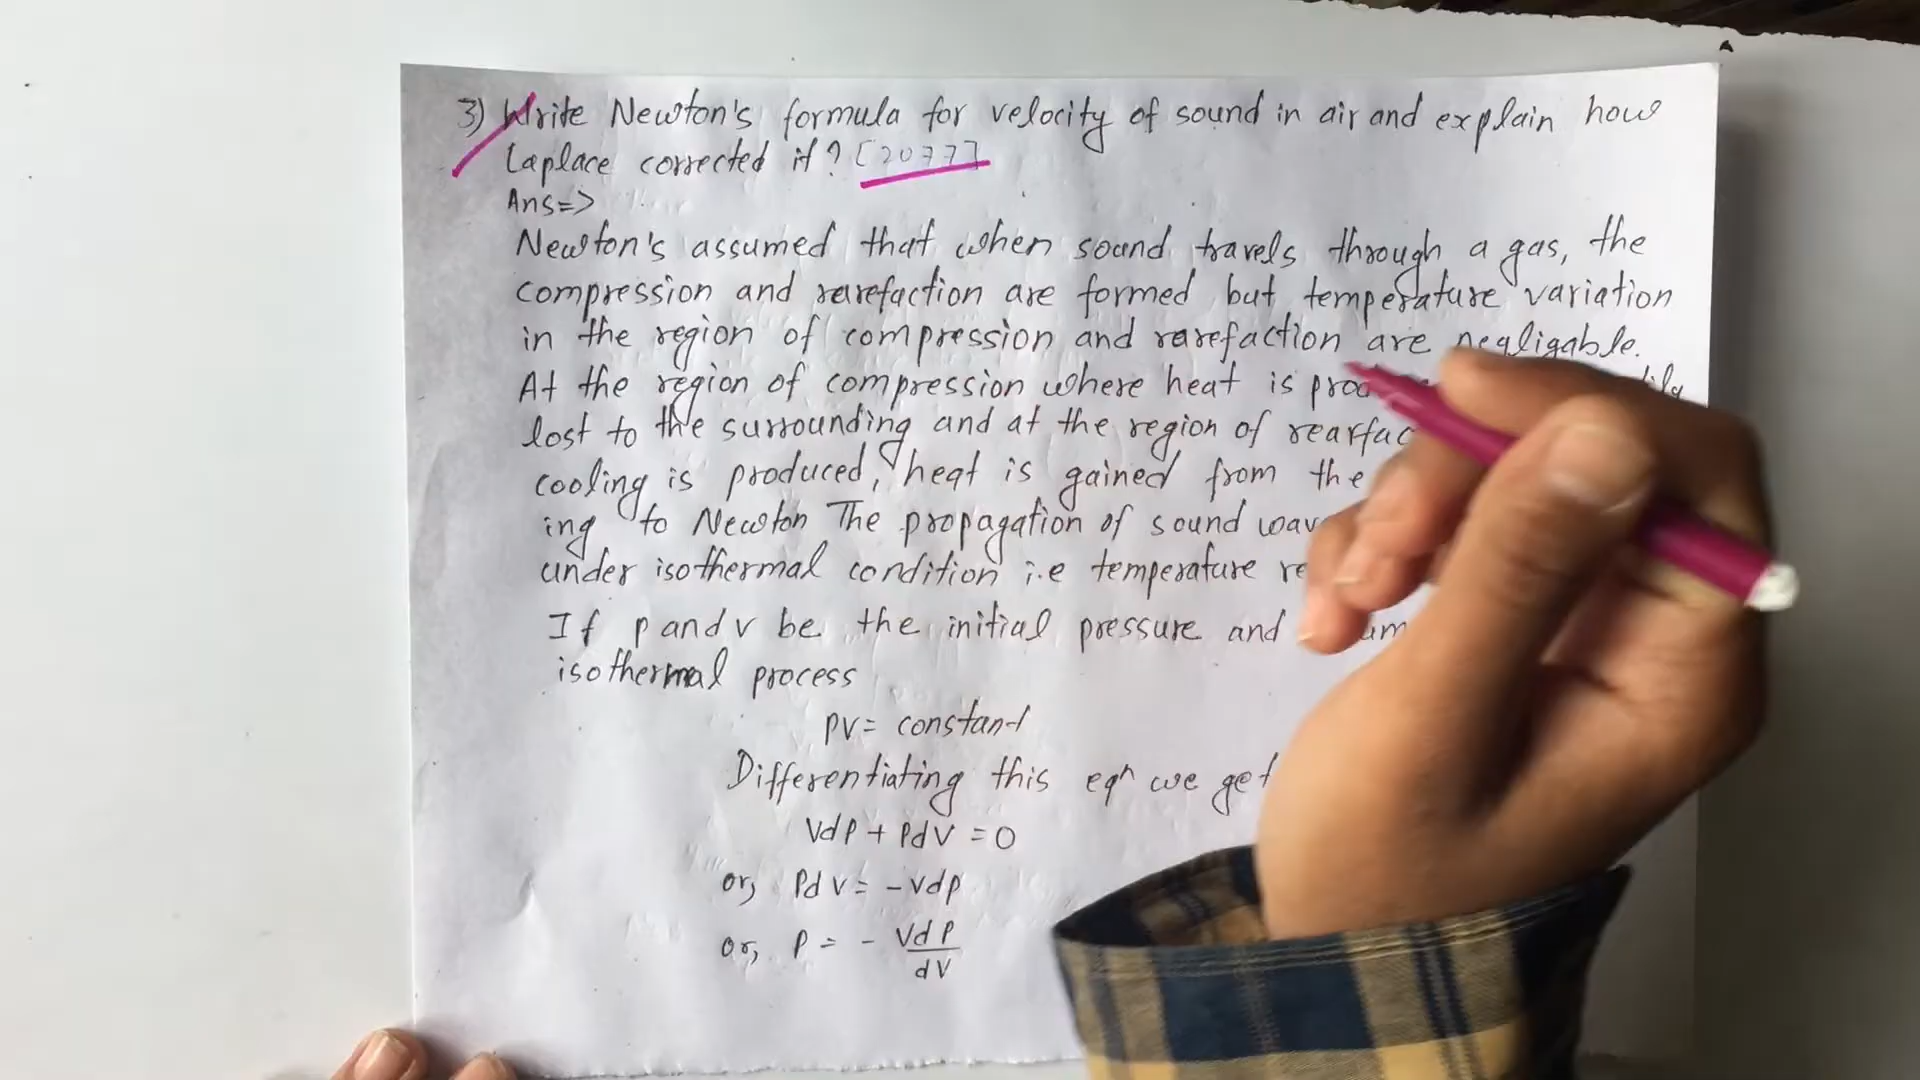 3) Write Newton's formula for velocity of sound in air and explain how
Laplace corrected it? [2077]
Ans=>
Newton's assumed that when sound travels through a gas, the
compression and rarefaction are formed but temperature variation
in the region of compression and rarefaction are negligable.
At the region of compression where heat is
lost to the surrounding and at the region of
cooling is produced, heat is gained from the
ing to Newton The propagation of sound
under isothermal condition i.e temperature
If p and v be the initial pressure and
isothermal process
PV = constant
Differentiating this eqⁿ we get
VdP + PdV = 0
or, PdV = -Vdp
or, P = - VdP/dV